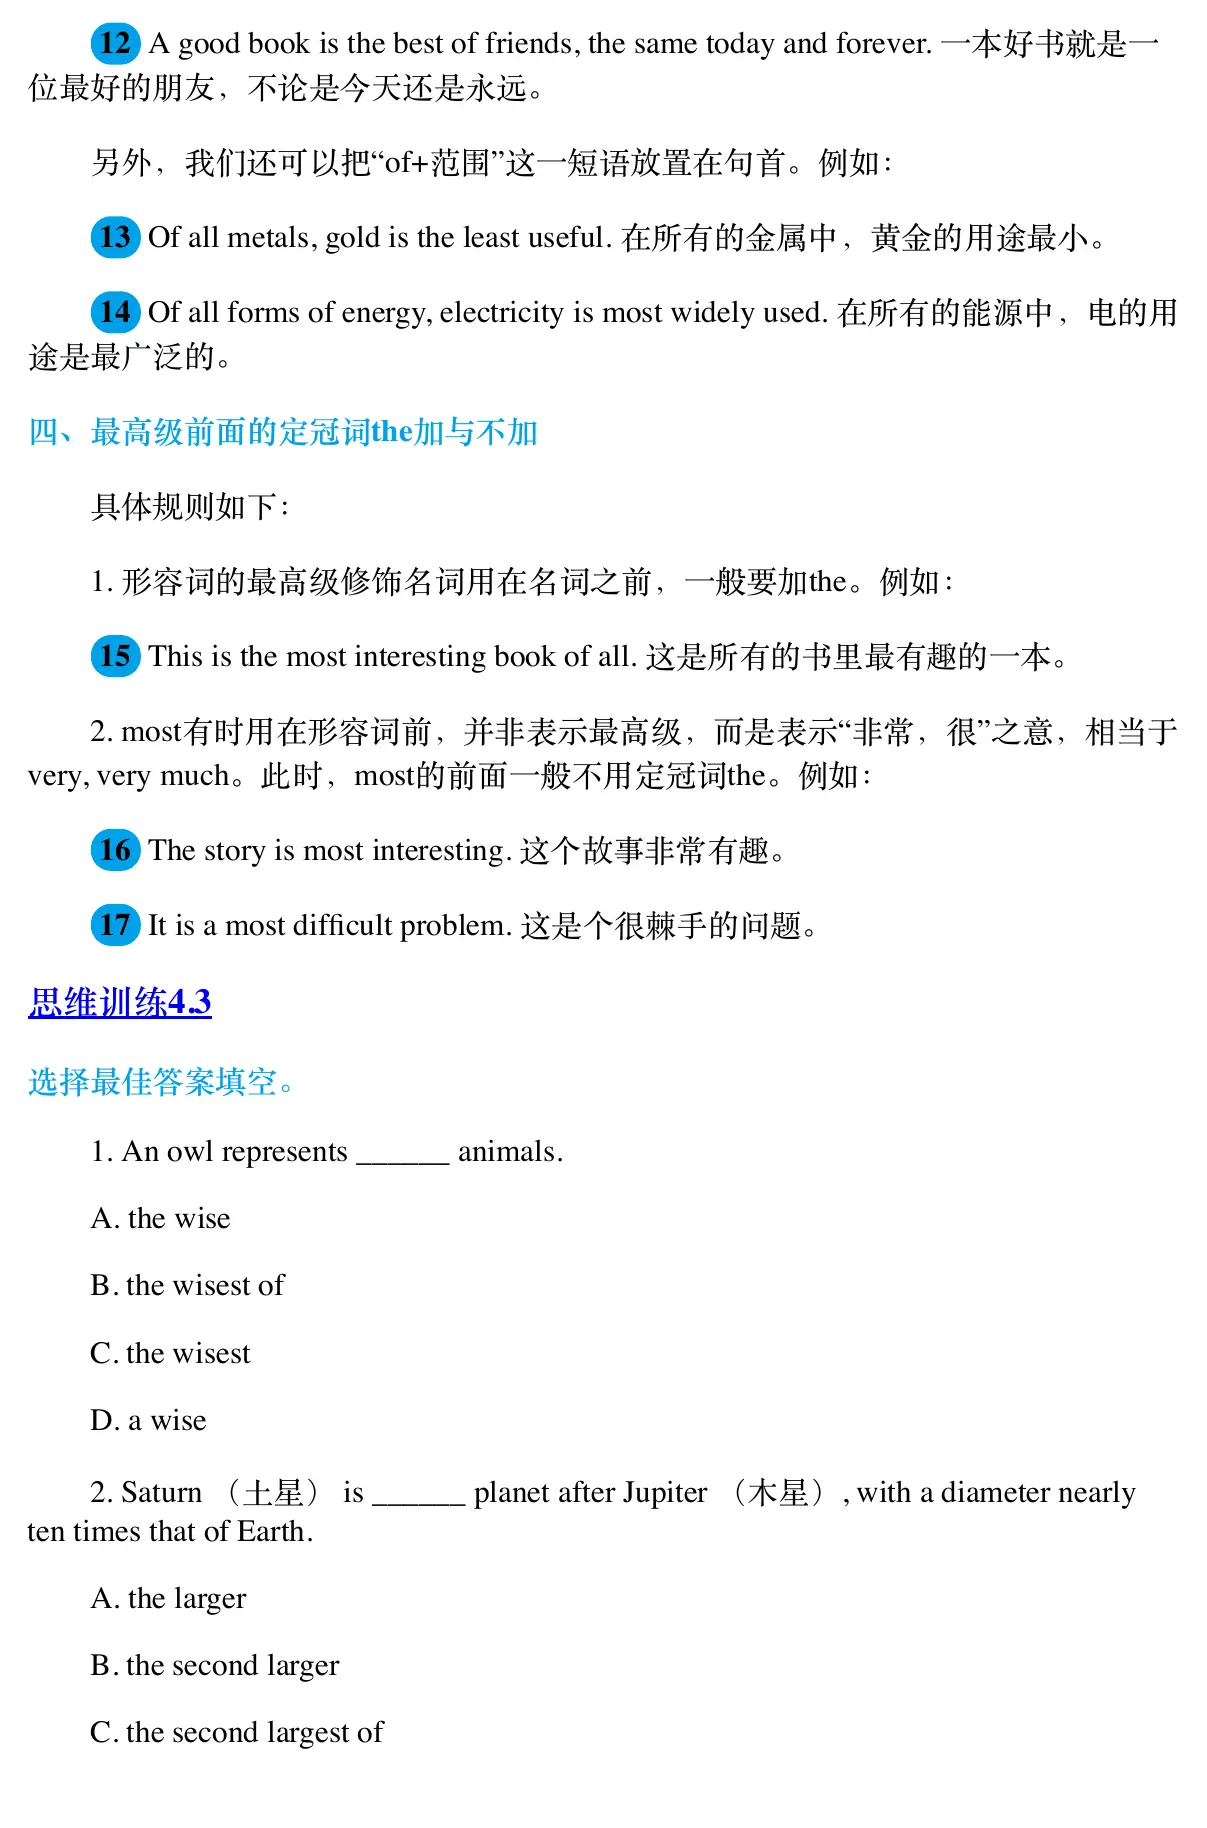 12 A good book is the best of friends, the same today and forever. 一本好书就是一
位最好的朋友，不论是今天还是永远。
另外，我们还可以把“of+范围”这一短语放置在句首。例如：
13 Of all metals, gold is the least useful. 在所有的金属中，黄金的用途最小。
14 Of all forms of energy, electricity is most widely used. 在所有的能源中，电的用
途是最广泛的。
四、最高级前面的定冠词the加与不加
具体规则如下：
1. 形容词的最高级修饰名词用在名词之前，一般要加the。例如：
15 This is the most interesting book of all. 这是所有的书里最有趣的一本。
2. most有时用在形容词前，并非表示最高级，而是表示“非常，很”之意，相当于
very, very much。此时，most的前面一般不用定冠词the。例如：
16 The story is most interesting. 这个故事非常有趣。
17 It is a most difficult problem. 这是个很棘手的问题。
思维训练4.3
选择最佳答案填空。
1. An owl represents ______ animals.
A. the wise
B. the wisest of
C. the wisest
D. a wise
2. Saturn （土星） is ______ planet after Jupiter （木星）, with a diameter nearly
ten times that of Earth.
A. the larger
B. the second larger
C. the second largest of